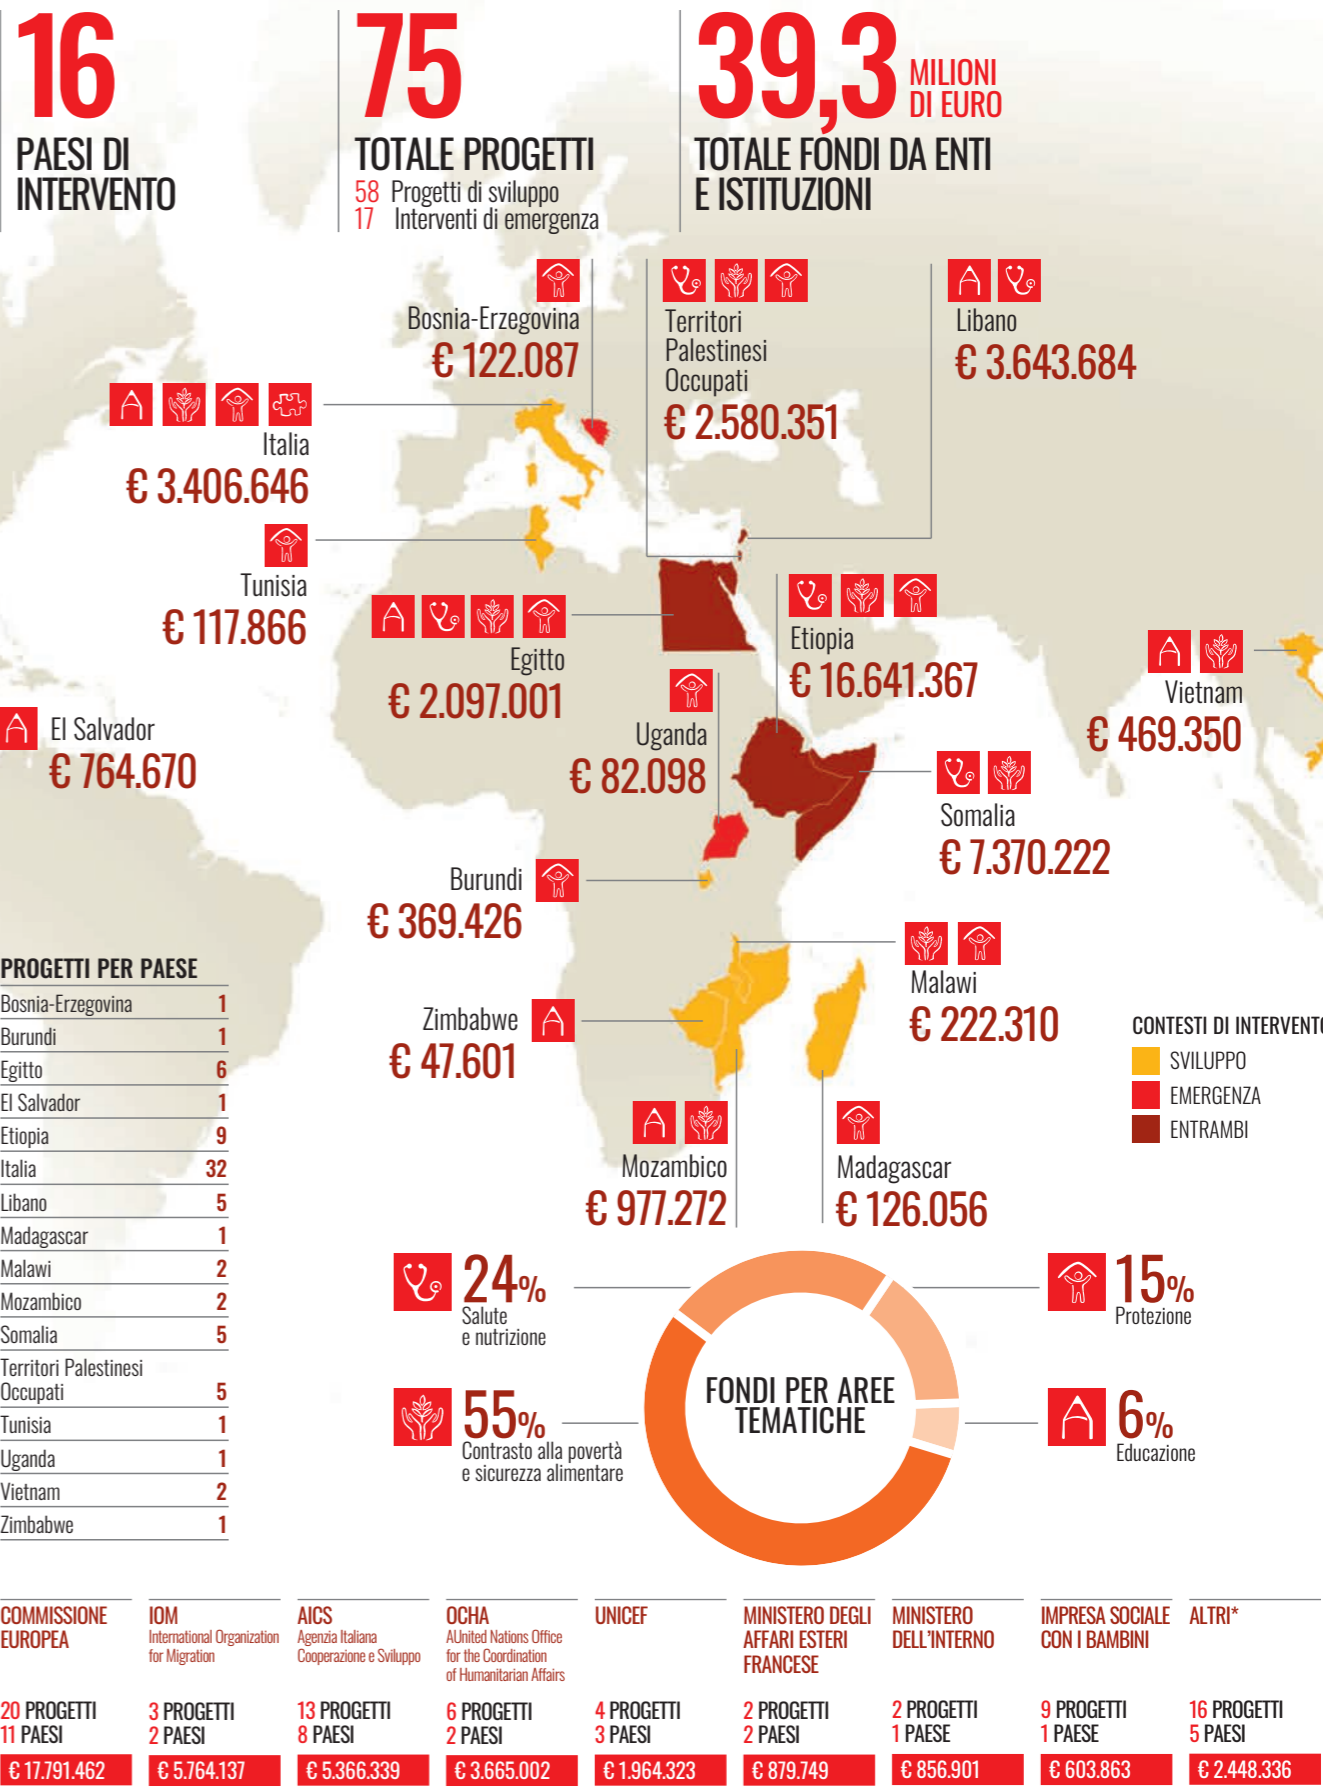 16
PAESI DI
INTERVENTO
75
TOTALE PROGETTI
58 Progetti di sviluppo
17 Interventi di emergenza
39,3 MILIONI
DI EURO
TOTALE FONDI DA ENTI
E ISTITUZIONI
Bosnia-Erzegovina
€ 122.087
Territori
Palestinesi
Occupati
€ 2.580.351
Libano
€ 3.643.684
Italia
€ 3.406.646
Tunisia
€ 117.866
Egitto
€ 2.097.001
Etiopia
€ 16.641.367
Vietnam
€ 469.350
El Salvador
€ 764.670
Uganda
€ 82.098
Somalia
€ 7.370.222
Burundi
€ 369.426
Malawi
€ 222.310
Zimbabwe
€ 47.601
Mozambico
€ 977.272
Madagascar
€ 126.056
CONTESTI DI INTERVENTO
SVILUPPO
EMERGENZA
ENTRAMBI
PROGETTI PER PAESE
Bosnia-Erzegovina 1
Burundi 1
Egitto 6
El Salvador 1
Etiopia 9
Italia 32
Libano 5
Madagascar 1
Malawi 2
Mozambico 2
Somalia 5
Territori Palestinesi
Occupati 5
Tunisia 1
Uganda 1
Vietnam 2
Zimbabwe 1
24%
Salute
e nutrizione
55%
Contrasto alla povertà
e sicurezza alimentare
FONDI PER AREE
TEMATICHE
15%
Protezione
6%
Educazione
COMMISSIONE
EUROPEA
20 PROGETTI
11 PAESI
€ 17.791.462
IOM
International Organization
for Migration
3 PROGETTI
2 PAESI
€ 5.764.137
AICS
Agenzia Italiana
Cooperazione e Sviluppo
13 PROGETTI
8 PAESI
€ 5.366.339
OCHA
AUnited Nations Office
for the Coordination
of Humanitarian Affairs
6 PROGETTI
2 PAESI
€ 3.665.002
UNICEF
4 PROGETTI
3 PAESI
€ 1.964.323
MINISTERO DEGLI
AFFARI ESTERI
FRANCESE
2 PROGETTI
2 PAESI
€ 879.749
MINISTERO
DELL'INTERNO
2 PROGETTI
1 PAESE
€ 856.901
IMPRESA SOCIALE
CON I BAMBINI
9 PROGETTI
1 PAESE
€ 603.863
ALTRI*
16 PROGETTI
5 PAESI
€ 2.448.336